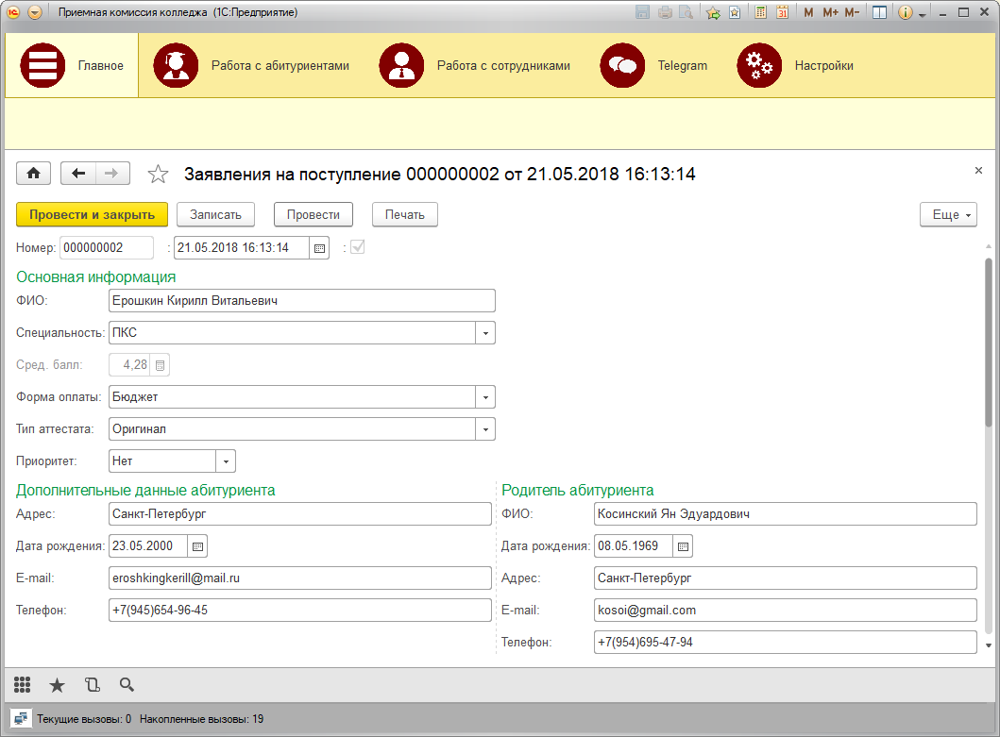 Приемная комиссия колледжа (1С:Предприятие)
M M+ M-
Главное Работа с абитуриентами Работа с сотрудниками Telegram Настройки
Заявления на поступление 000000002 от 21.05.2018 16:13:14
Провести и закрыть Записать Провести Печать Еще
Номер: 000000002 : 21.05.2018 16:13:14 :
Основная информация
ФИО: Ерошкин Кирилл Витальевич
Специальность: ПКС
Сред. балл: 4,28
Форма оплаты: Бюджет
Тип аттестата: Оригинал
Приоритет: Нет
Дополнительные данные абитуриента
Адрес: Санкт-Петербург
Дата рождения: 23.05.2000
E-mail: eroshkingkerill@mail.ru
Телефон: +7(945)654-96-45
Родитель абитуриента
ФИО: Косинский Ян Эдуардович
Дата рождения: 08.05.1969
Адрес: Санкт-Петербург
E-mail: kosoi@gmail.com
Телефон: +7(954)695-47-94
Текущие вызовы: 0 Накопленные вызовы: 19